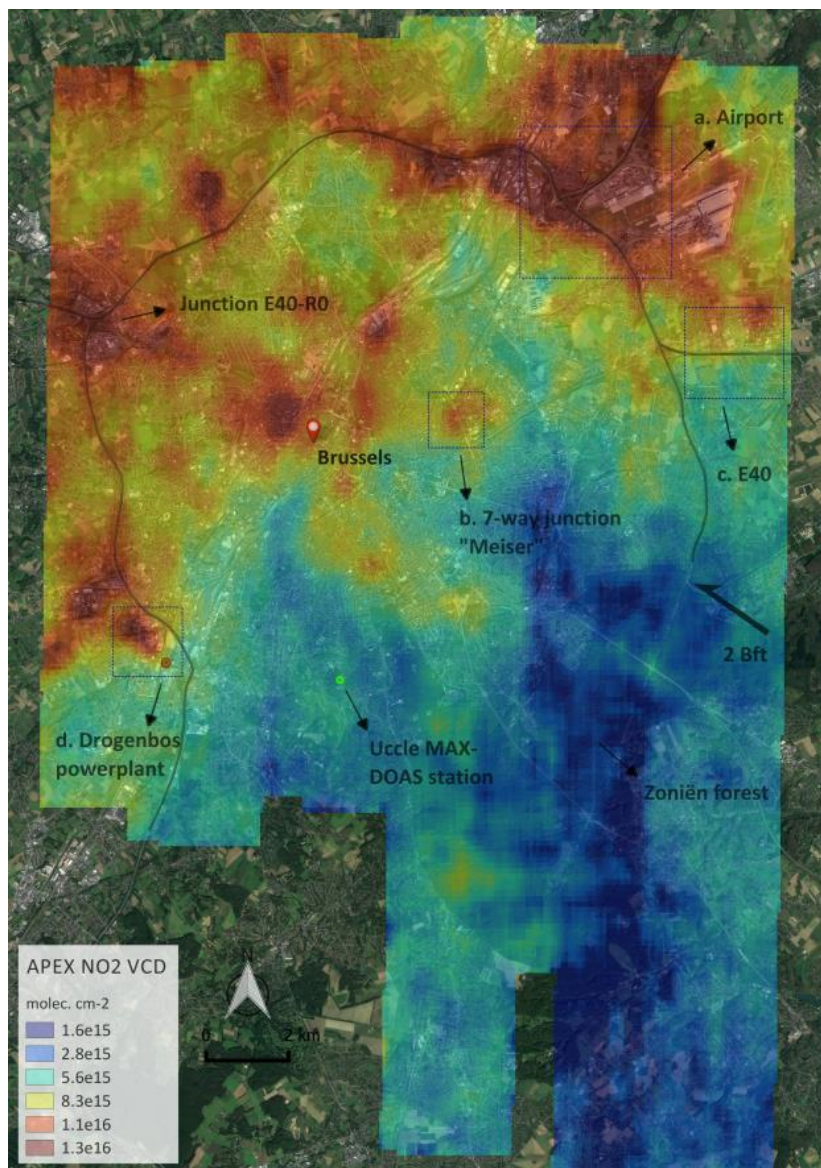 a. Airport
Junction E40-R0
Brussels
c. E40
b. 7-way junction
"Meiser"
2 Bft
d. Drogenbos
powerplant
Uccle MAX-
DOAS station
Zoniën forest
APEX NO2 VCD
molec. cm-2
1.6e15
2.8e15
5.6e15
8.3e15
1.1e16
1.3e16
N
0 2 km